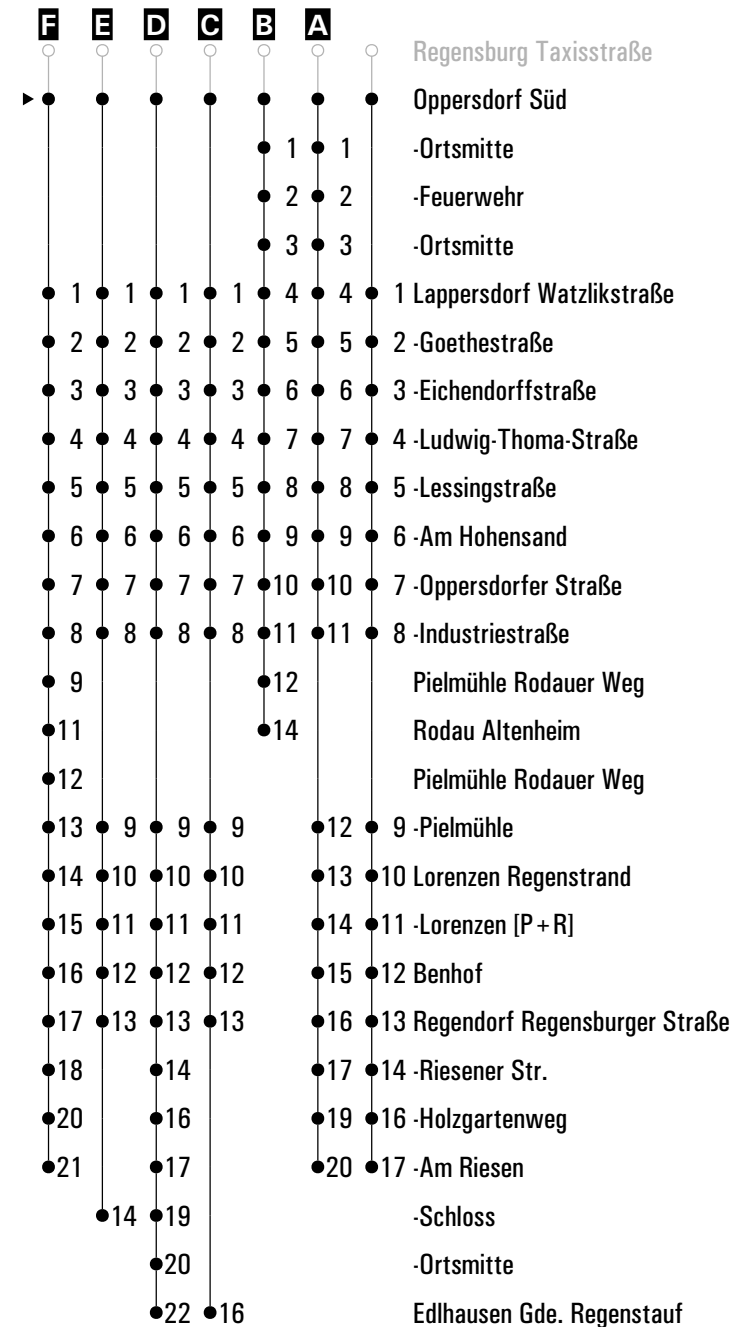 F E D C B A
Regensburg Taxisstraße
Oppersdorf Süd
1 1 -Ortsmitte
2 2 -Feuerwehr
3 3 -Ortsmitte
1 1 1 1 4 4 1 Lappersdorf Watzlikstraße
2 2 2 2 5 5 2 -Goethestraße
3 3 3 3 6 6 3 -Eichendorffstraße
4 4 4 4 7 7 4 -Ludwig-Thoma-Straße
5 5 5 5 8 8 5 -Lessingstraße
6 6 6 6 9 9 6 -Am Hohensand
7 7 7 7 10 10 7 -Oppersdorfer Straße
8 8 8 8 11 11 8 -Industriestraße
9 12 Pielmühle Rodauer Weg
11 14 Rodau Altenheim
12 Pielmühle Rodauer Weg
13 9 9 9 12 9 -Pielmühle
14 10 10 10 13 10 Lorenzen Regenstrand
15 11 11 11 14 11 -Lorenzen [P+R]
16 12 12 12 15 12 Benhof
17 13 13 13 16 13 Regendorf Regensburger Straße
18 14 17 14 -Riesener Str.
20 16 19 16 -Holzgartenweg
21 17 20 17 -Am Riesen
14 19 -Schloss
20 -Ortsmitte
22 16 Edlhausen Gde. Regenstauf